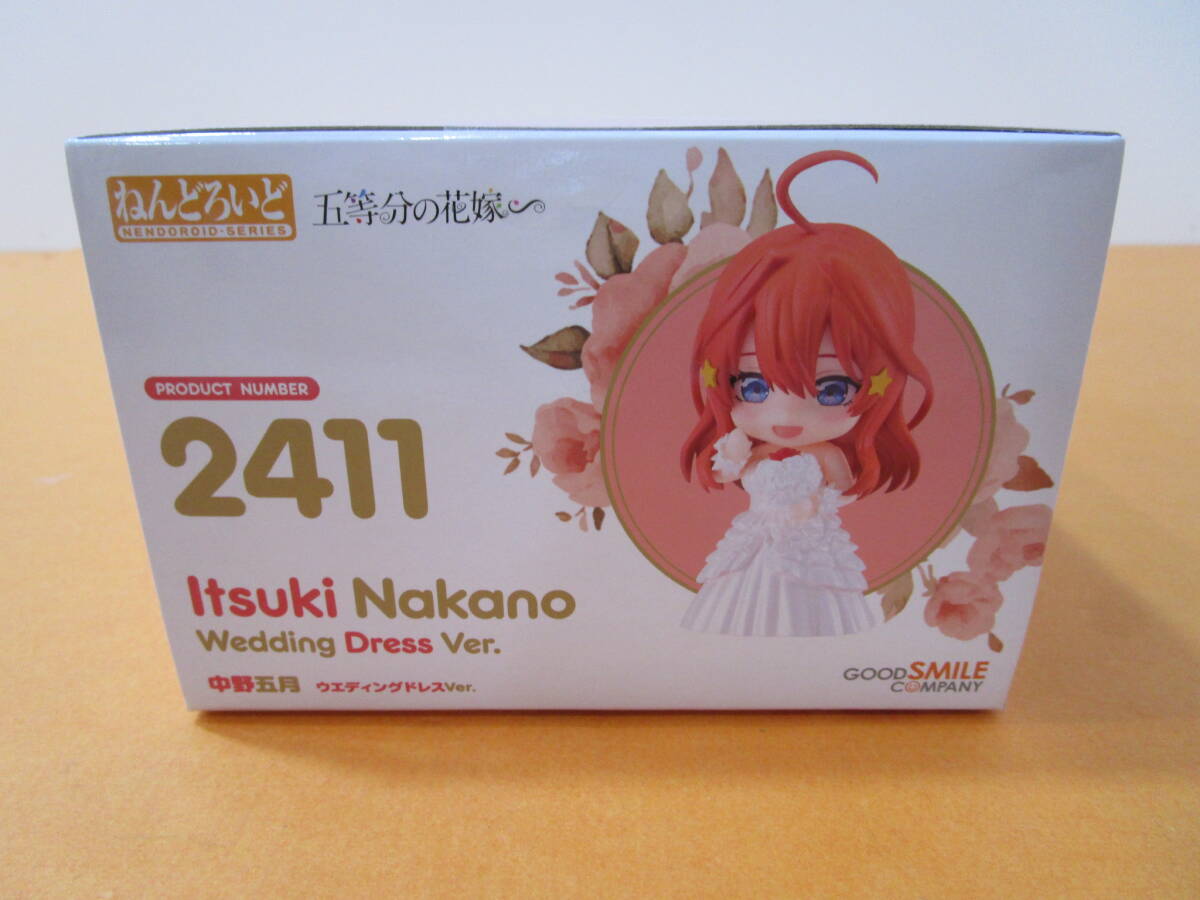 ねんどろいど
NENDOROID-SERIES
五等分の花嫁∽
PRODUCT NUMBER
2411
Itsuki Nakano
Wedding Dress Ver.
中野五月 ウエディングドレスVer.
GOOD SMILE
COMPANY